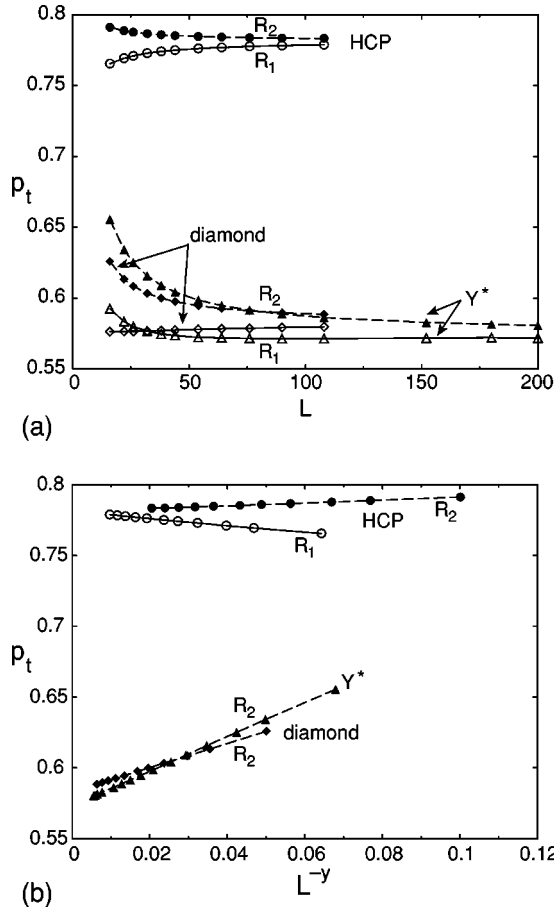 (a)
0.8
0.75
0.7
0.65
0.6
0.55
p_t
R_2
HCP
R_1
diamond
R_2
Y*
R_1
0 50 100 150 200
L
(b)
0.8
0.75
0.7
0.65
0.6
0.55
p_t
HCP R_2
R_1
Y*
R_2
diamond
R_2
0 0.02 0.04 0.06 0.08 0.1 0.12
L^{-y}